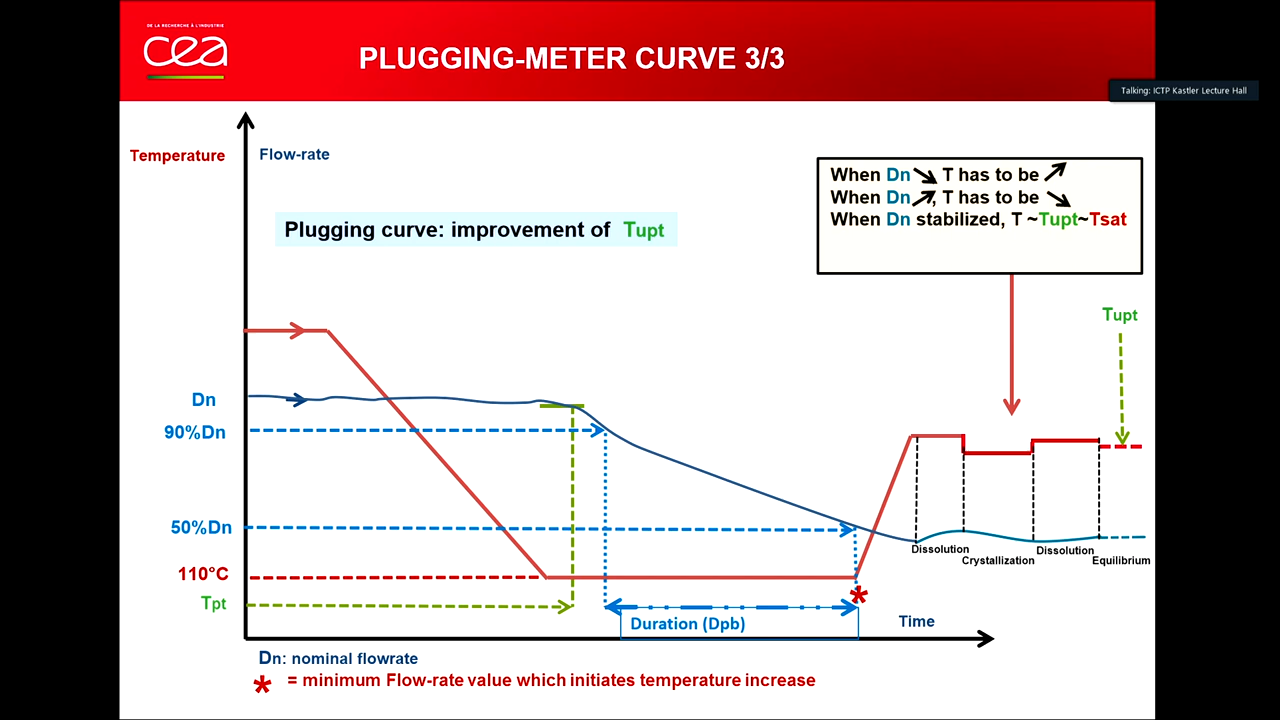 DE LA RECHERCHE À L'INDUSTRIE
cea
PLUGGING-METER CURVE 3/3
Talking: ICTP Kastler Lecture Hall
Temperature
Flow-rate
When Dn ↘ T has to be ↗
When Dn ↗, T has to be ↘
When Dn stabilized, T ~Tupt~Tsat
Plugging curve: improvement of Tupt
Tupt
Dn
90%Dn
50%Dn
110°C
Tpt
Dissolution
Crystallization
Dissolution
Equilibrium
*
Duration (Dpb)
Time
Dn: nominal flowrate
* = minimum Flow-rate value which initiates temperature increase